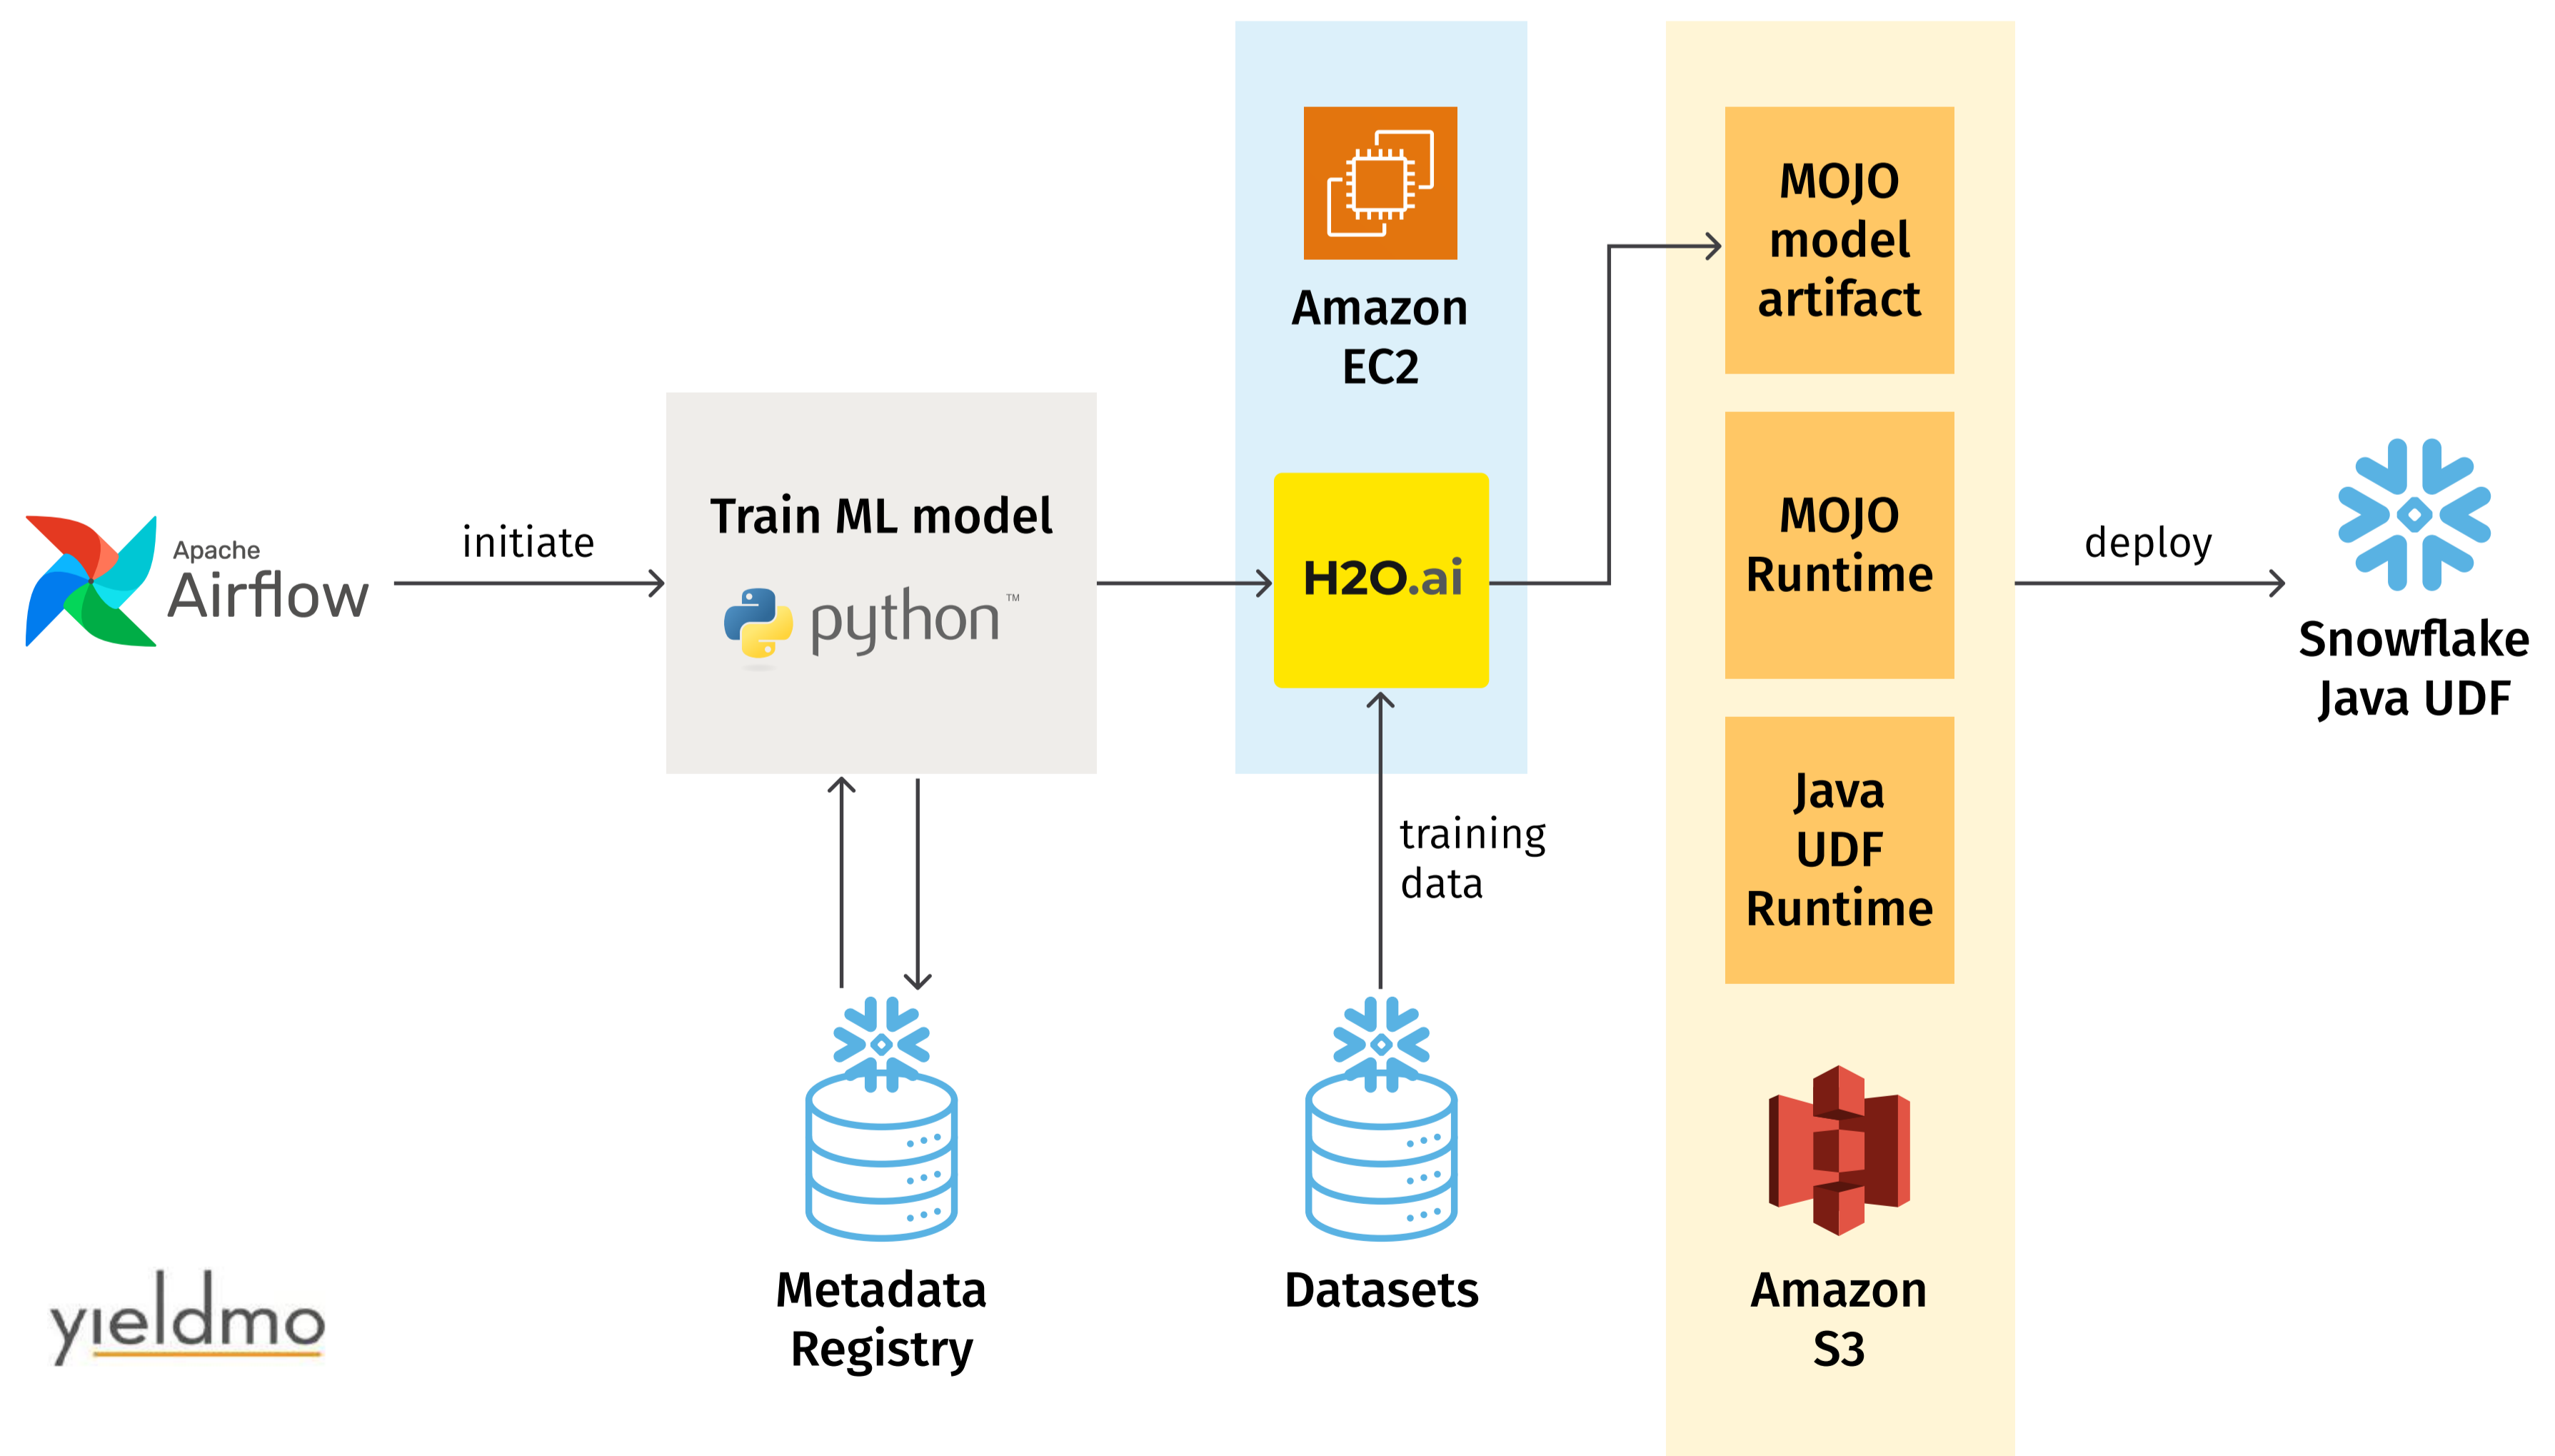 Apache
Airflow
initiate
Train ML model
python™
Amazon
EC2
H2O.ai
training
data
MOJO
model
artifact
MOJO
Runtime
Java
UDF
Runtime
deploy
Snowflake
Java UDF
Metadata
Registry
Datasets
Amazon
S3
yieldmo